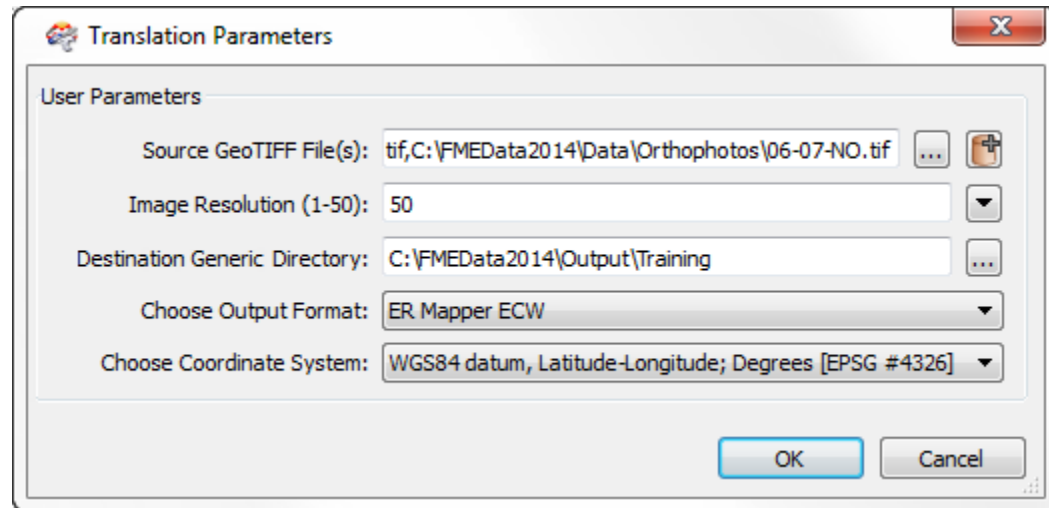 Translation Parameters
User Parameters
Source GeoTIFF File(s): tif,C:\FMEData2014\Data\Orthophotos\06-07-NO.tif ...
Image Resolution (1-50): 50
Destination Generic Directory: C:\FMEData2014\Output\Training ...
Choose Output Format: ER Mapper ECW
Choose Coordinate System: WGS84 datum, Latitude-Longitude; Degrees [EPSG #4326]
OK Cancel